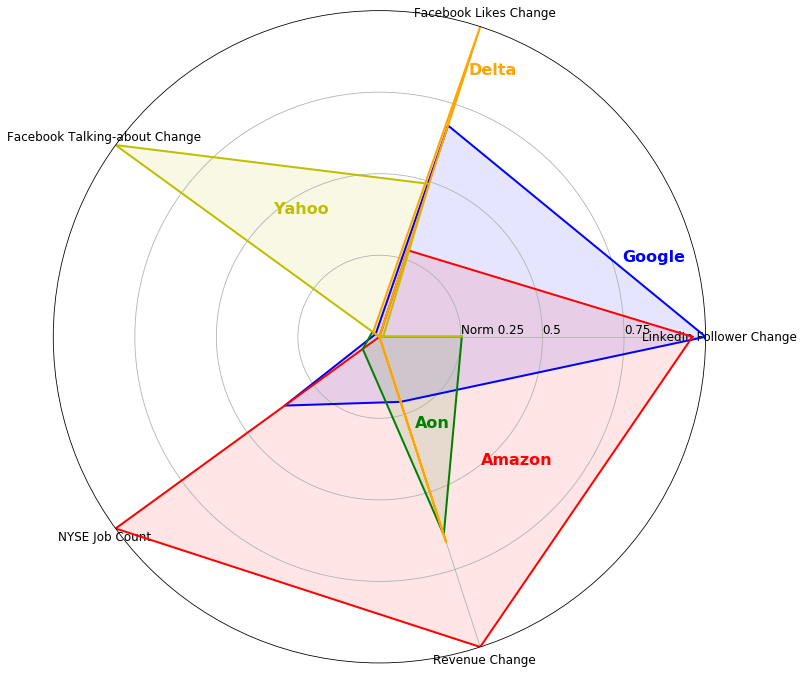 Facebook Likes Change
Delta
Facebook Talking-about Change
Yahoo
Google
Norm 0.25
0.5
0.75
LinkedIn Follower Change
Aon
Amazon
NYSE Job Count
Revenue Change